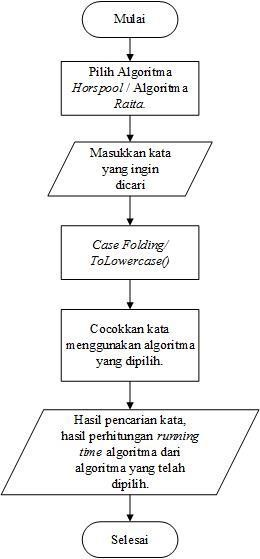 Mulai
Pilih Algoritma
Horspool / Algoritma
Raita.
Masukkan kata
yang ingin
dicari
Case Folding/
ToLowercase()
Cocokkan kata
menggunakan algoritma
yang dipilih.
Hasil pencarian kata,
hasil perhitungan running
time algoritma dari
algoritma yang telah
dipilih.
Selesai